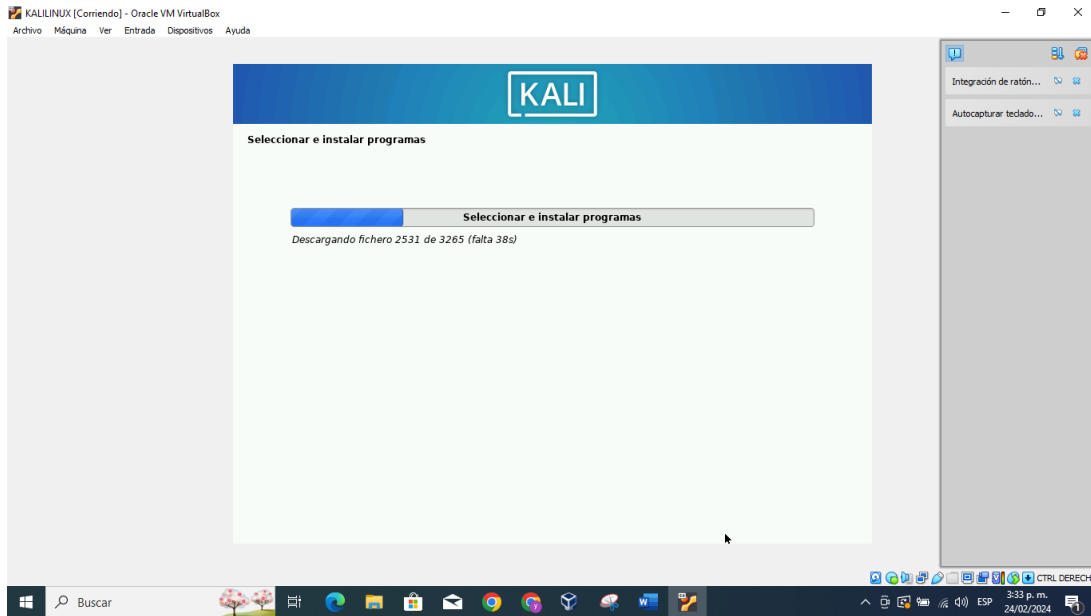 KALILINUX [Corriendo] - Oracle VM VirtualBox
Archivo Máquina Ver Entrada Dispositivos Ayuda
KALI
Integración de ratón...
Autocapturar teclado...
Seleccionar e instalar programas
Seleccionar e instalar programas
Descargando fichero 2531 de 3265 (falta 38s)
CTRL DERECH
Buscar
ESP
3:33 p. m.
24/02/2024